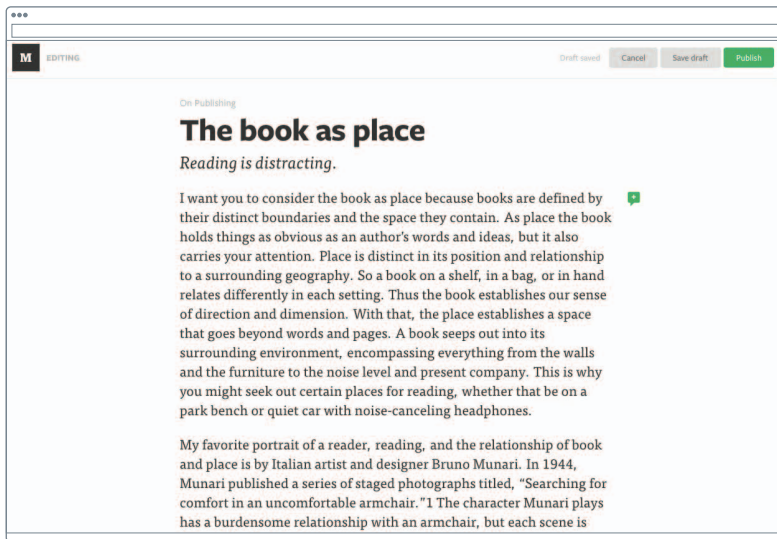 M EDITING Draft saved Cancel Save draft Publish
On Publishing
The book as place
Reading is distracting.
I want you to consider the book as place because books are defined by
their distinct boundaries and the space they contain. As place the book
holds things as obvious as an author's words and ideas, but it also
carries your attention. Place is distinct in its position and relationship
to a surrounding geography. So a book on a shelf, in a bag, or in hand
relates differently in each setting. Thus the book establishes our sense
of direction and dimension. With that, the place establishes a space
that goes beyond words and pages. A book seeps out into its
surrounding environment, encompassing everything from the walls
and the furniture to the noise level and present company. This is why
you might seek out certain places for reading, whether that be on a
park bench or quiet car with noise-canceling headphones.
My favorite portrait of a reader, reading, and the relationship of book
and place is by Italian artist and designer Bruno Munari. In 1944,
Munari published a series of staged photographs titled, “Searching for
comfort in an uncomfortable armchair.”1 The character Munari plays
has a burdensome relationship with an armchair, but each scene is